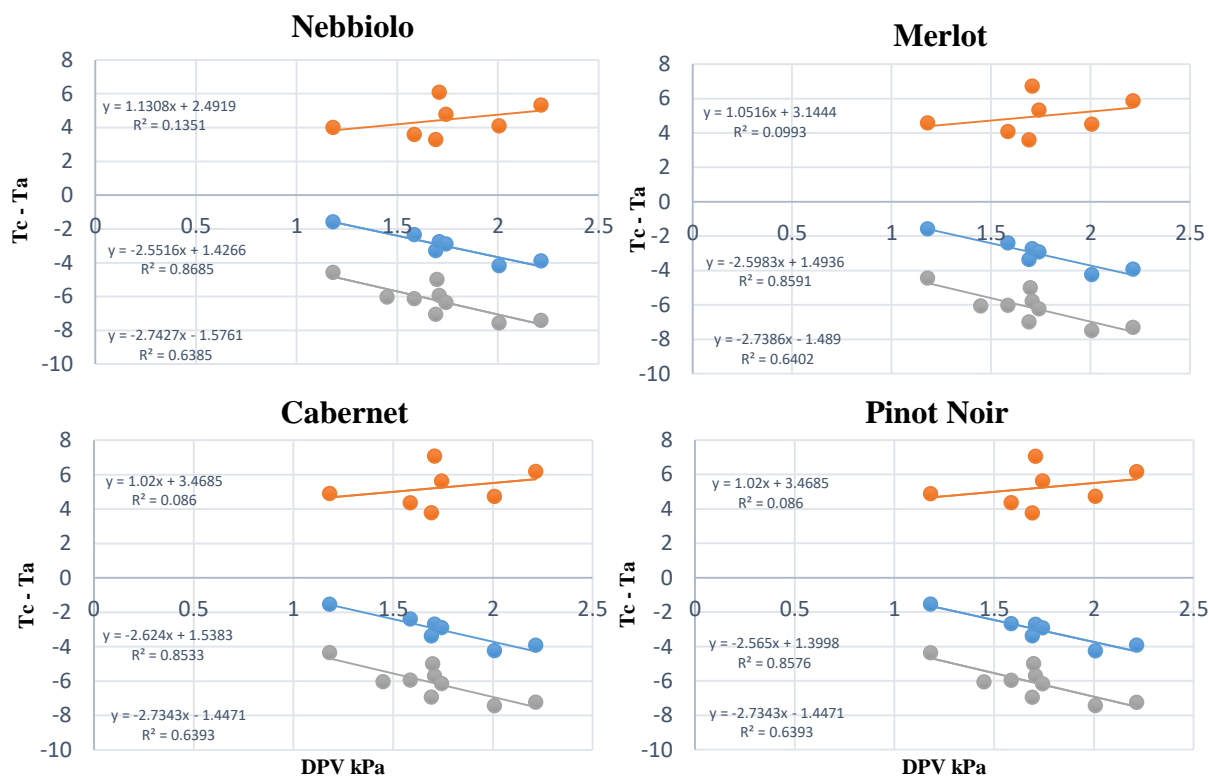 Nebbiolo
8
6
4
2
0
-2
-4
-6
-8
-10
0
0.5
1
1.5
2
2.5
Tc - Ta
y = 1.1308x + 2.4919
R² = 0.1351
y = -2.5516x + 1.4266
R² = 0.8685
y = -2.7427x - 1.5761
R² = 0.6385
Merlot
8
6
4
2
0
-2
-4
-6
-8
-10
0
0.5
1
1.5
2
2.5
Tc - Ta
y = 1.0516x + 3.1444
R² = 0.0993
y = -2.5983x + 1.4936
R² = 0.8591
y = -2.7386x - 1.489
R² = 0.6402
Cabernet
8
6
4
2
0
-2
-4
-6
-8
-10
0
0.5
1
1.5
2
2.5
Tc - Ta
y = 1.02x + 3.4685
R² = 0.086
y = -2.624x + 1.5383
R² = 0.8533
y = -2.7343x - 1.4471
R² = 0.6393
DPV kPa
Pinot Noir
8
6
4
2
0
-2
-4
-6
-8
-10
0
0.5
1
1.5
2
2.5
Tc - Ta
y = 1.02x + 3.4685
R² = 0.086
y = -2.565x + 1.3998
R² = 0.8576
y = -2.7343x - 1.4471
R² = 0.6393
DPV kPa